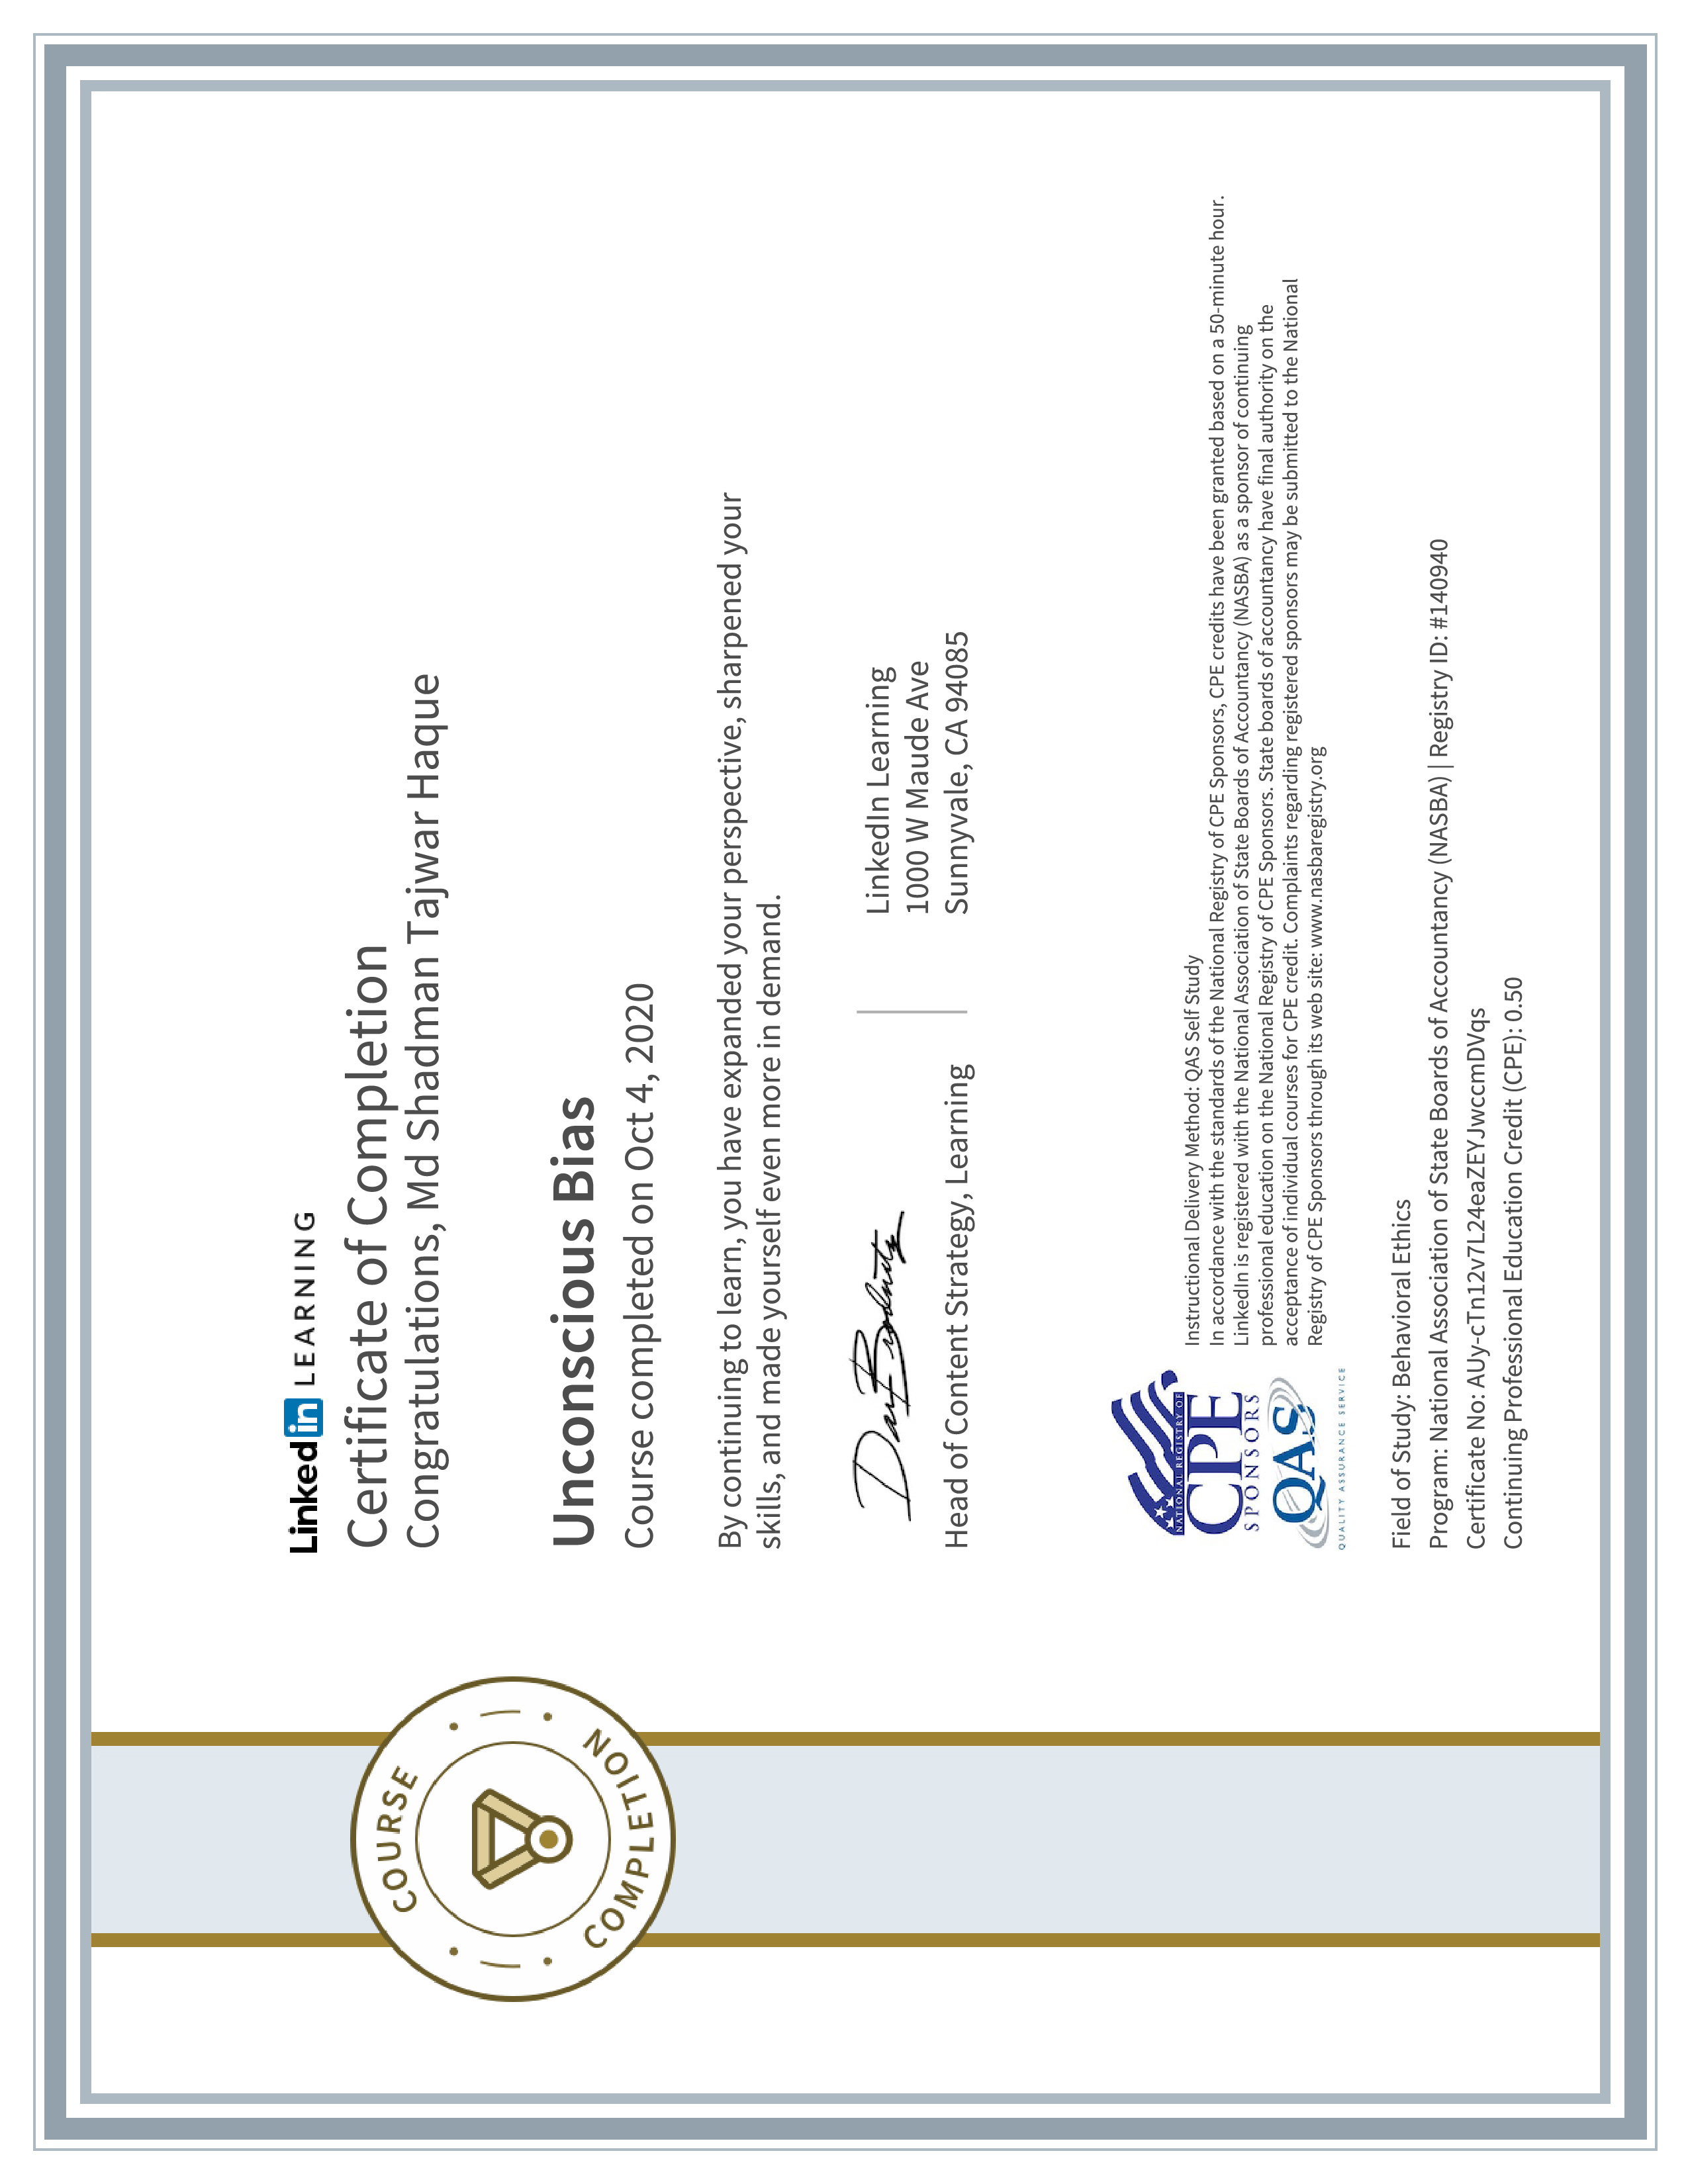 COURSE
COMPLETION
Linked in LEARNING
Certificate of Completion
Congratulations, Md Shadman Tajwar Haque
Unconscious Bias
Course completed on Oct 4, 2020
By continuing to learn, you have expanded your perspective, sharpened your
skills, and made yourself even more in demand.
Head of Content Strategy, Learning
LinkedIn Learning
1000 W Maude Ave
Sunnyvale, CA 94085
NATIONAL REGISTRY OF
CPE
SPONSORS
QAS
QUALITY ASSURANCE SERVICE
Instructional Delivery Method: QAS Self Study
In accordance with the standards of the National Registry of CPE Sponsors, CPE credits have been granted based on a 50-minute hour.
LinkedIn is registered with the National Association of State Boards of Accountancy (NASBA) as a sponsor of continuing
professional education on the National Registry of CPE Sponsors. State boards of accountancy have final authority on the
acceptance of individual courses for CPE credit. Complaints regarding registered sponsors may be submitted to the National
Registry of CPE Sponsors through its web site: www.nasbaregistry.org
Field of Study: Behavioral Ethics
Program: National Association of State Boards of Accountancy (NASBA) | Registry ID: #140940
Certificate No: AUy-cTn12v7L24eaZEYJwccmDVqs
Continuing Professional Education Credit (CPE): 0.50